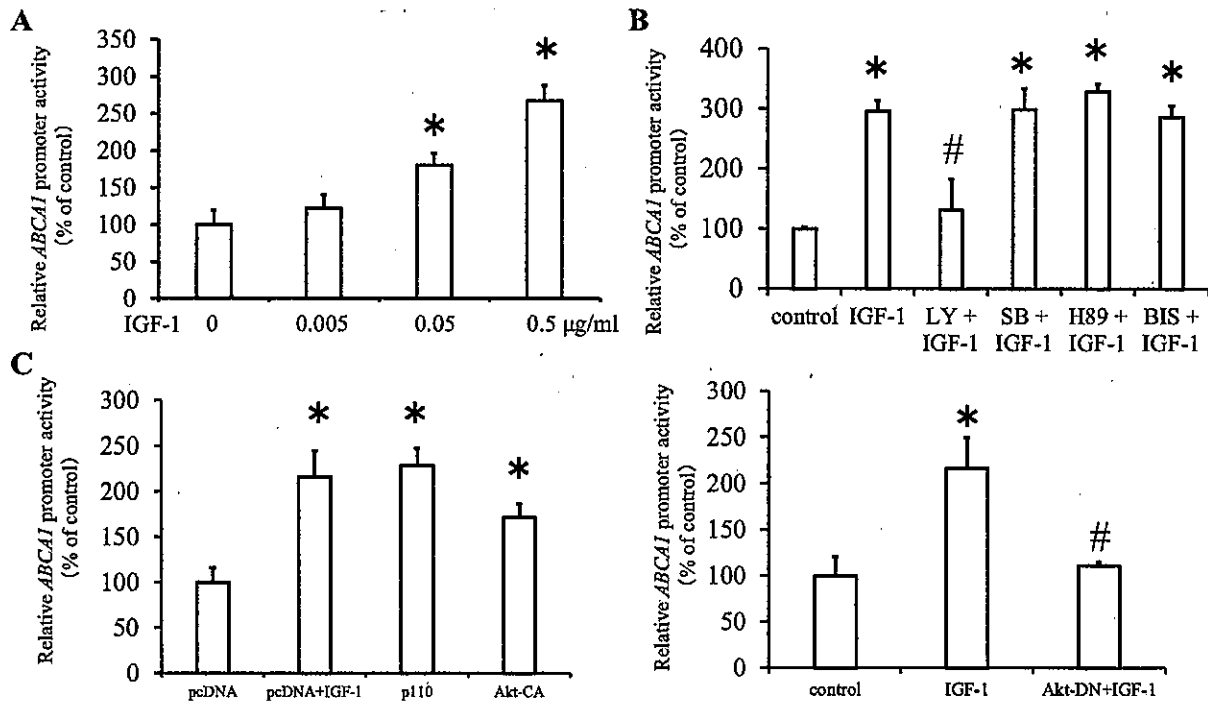 A
Relative ABCA1 promoter activity
(% of control)
350
300
250
200
150
100
50
0
*
*
IGF-1 0 0.005 0.05 0.5 µg/ml
B
Relative ABCA1 promoter activity
(% of control)
400
300
200
100
0
*
#
*
*
*
control IGF-1 LY + SB + H89 + BIS +
IGF-1 IGF-1 IGF-1 IGF-1
C
Relative ABCA1 promoter activity
(% of control)
300
250
200
150
100
50
0
*
*
*
pcDNA pcDNA+IGF-1 p110 Akt-CA
Relative ABCA1 promoter activity
(% of control)
300
250
200
150
100
50
0
*
#
control IGF-1 Akt-DN+IGF-1